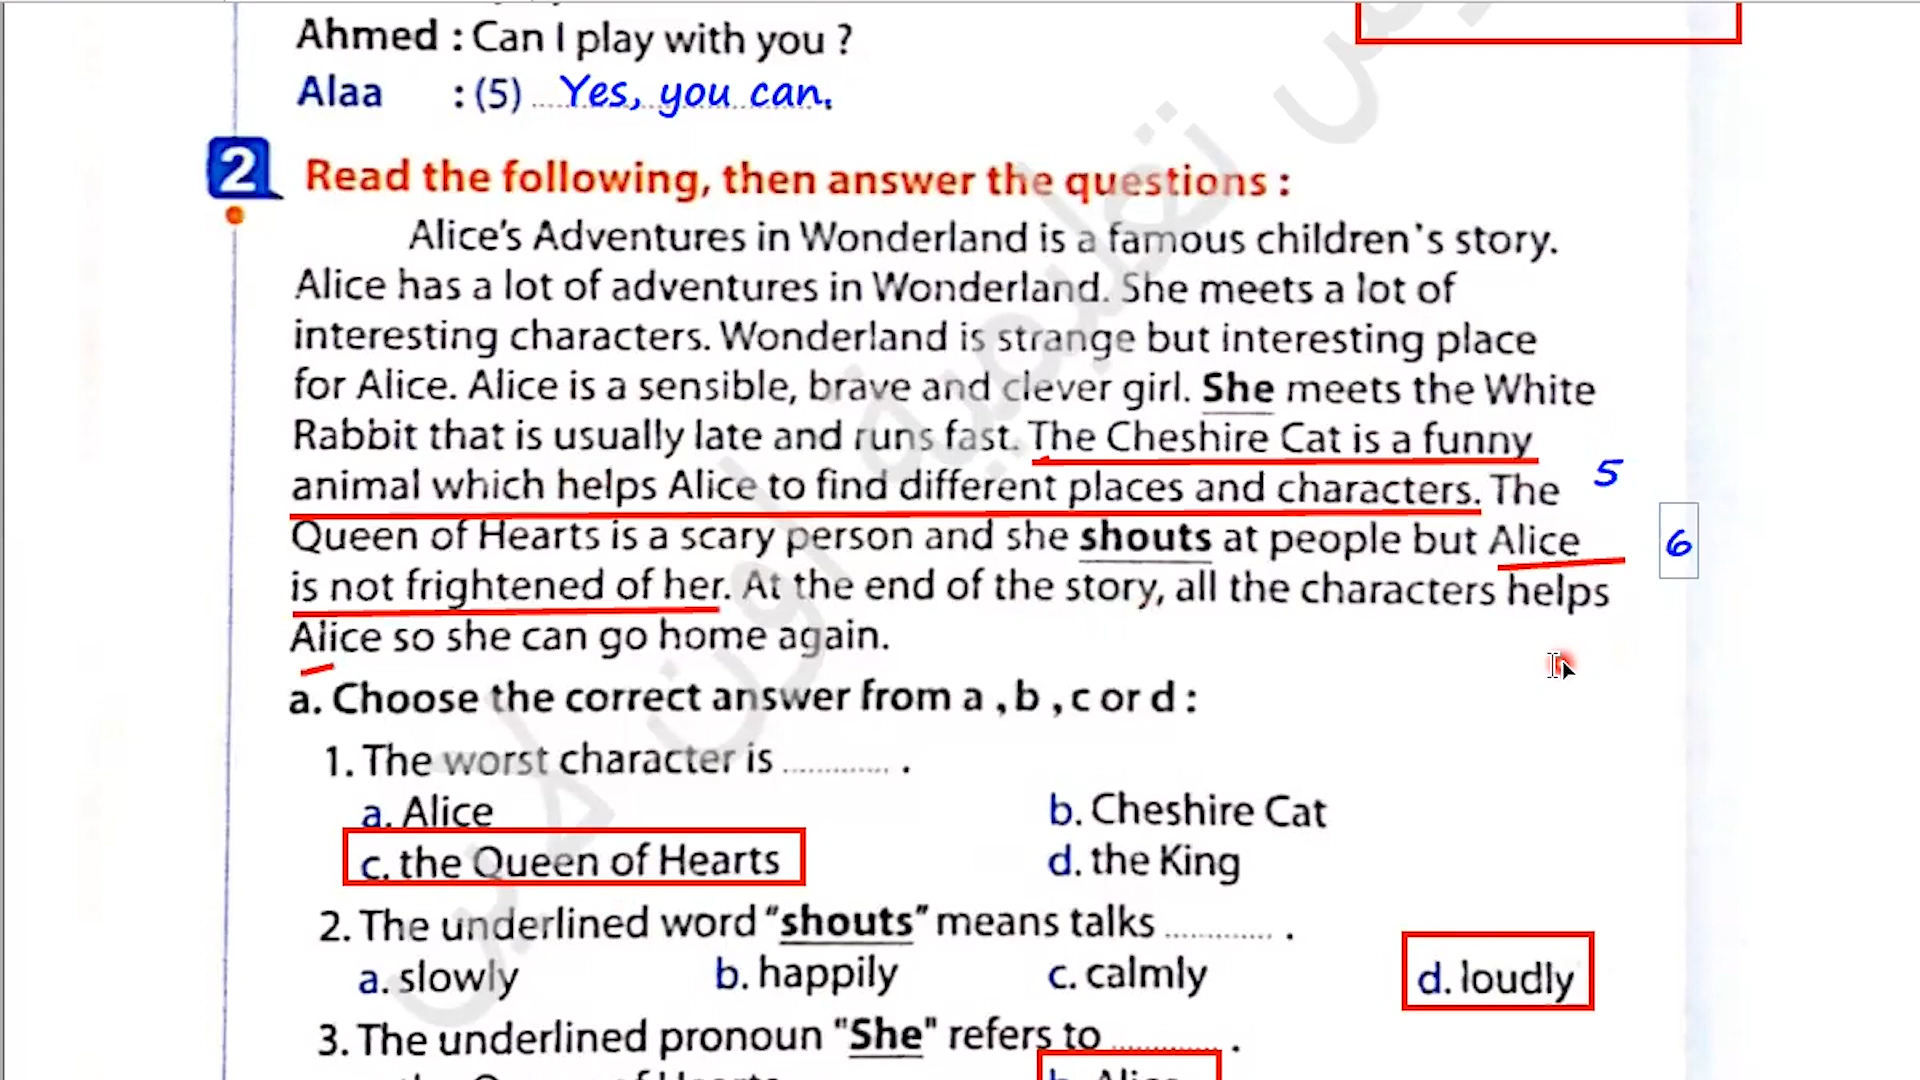 Ahmed : Can I play with you ?
Alaa : (5) .... Yes, you can.
2 Read the following, then answer the questions :
Alice's Adventures in Wonderland is a famous children's story.
Alice has a lot of adventures in Wonderland. She meets a lot of
interesting characters. Wonderland is strange but interesting place
for Alice. Alice is a sensible, brave and clever girl. She meets the White
Rabbit that is usually late and runs fast. The Cheshire Cat is a funny
animal which helps Alice to find different places and characters. The 5
Queen of Hearts is a scary person and she shouts at people but Alice 6
is not frightened of her. At the end of the story, all the characters helps
Alice so she can go home again.
a. Choose the correct answer from a , b , c or d :
1. The worst character is ............ .
a. Alice b. Cheshire Cat
c. the Queen of Hearts d. the King
2. The underlined word "shouts" means talks ............ .
a. slowly b. happily c. calmly d. loudly
3. The underlined pronoun "She" refers to ............ .
b. Alice